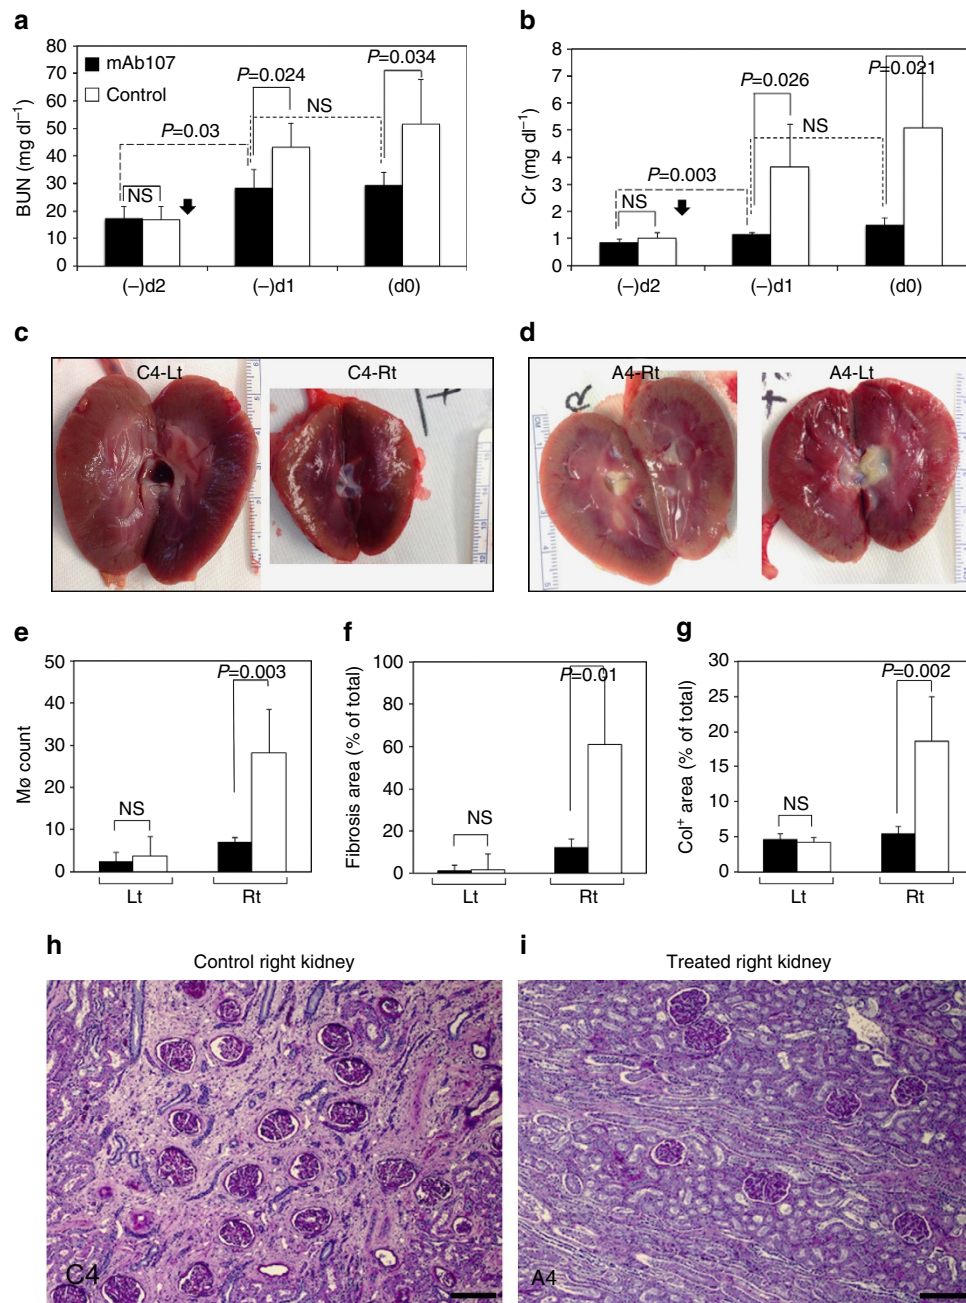 a
b
80
70
60
50
40
30
20
10
0
BUN (mg dl–1)
mAb107
Control
P=0.03
NS
P=0.024
NS
P=0.034
(–)d2
(–)d1
(d0)
8
7
6
5
4
3
2
1
0
Cr (mg dl–1)
NS
P=0.003
P=0.026
NS
P=0.021
(–)d2
(–)d1
(d0)
c
d
C4-Lt
C4-Rt
A4-Rt
A4-Lt
R
e
f
g
50
40
30
20
10
0
Mø count
NS
P=0.003
Lt
Rt
100
80
60
40
20
0
Fibrosis area (% of total)
NS
P=0.01
Lt
Rt
30
25
20
15
10
5
0
Col+ area (% of total)
NS
P=0.002
Lt
Rt
h
i
Control right kidney
Treated right kidney
C4
A4